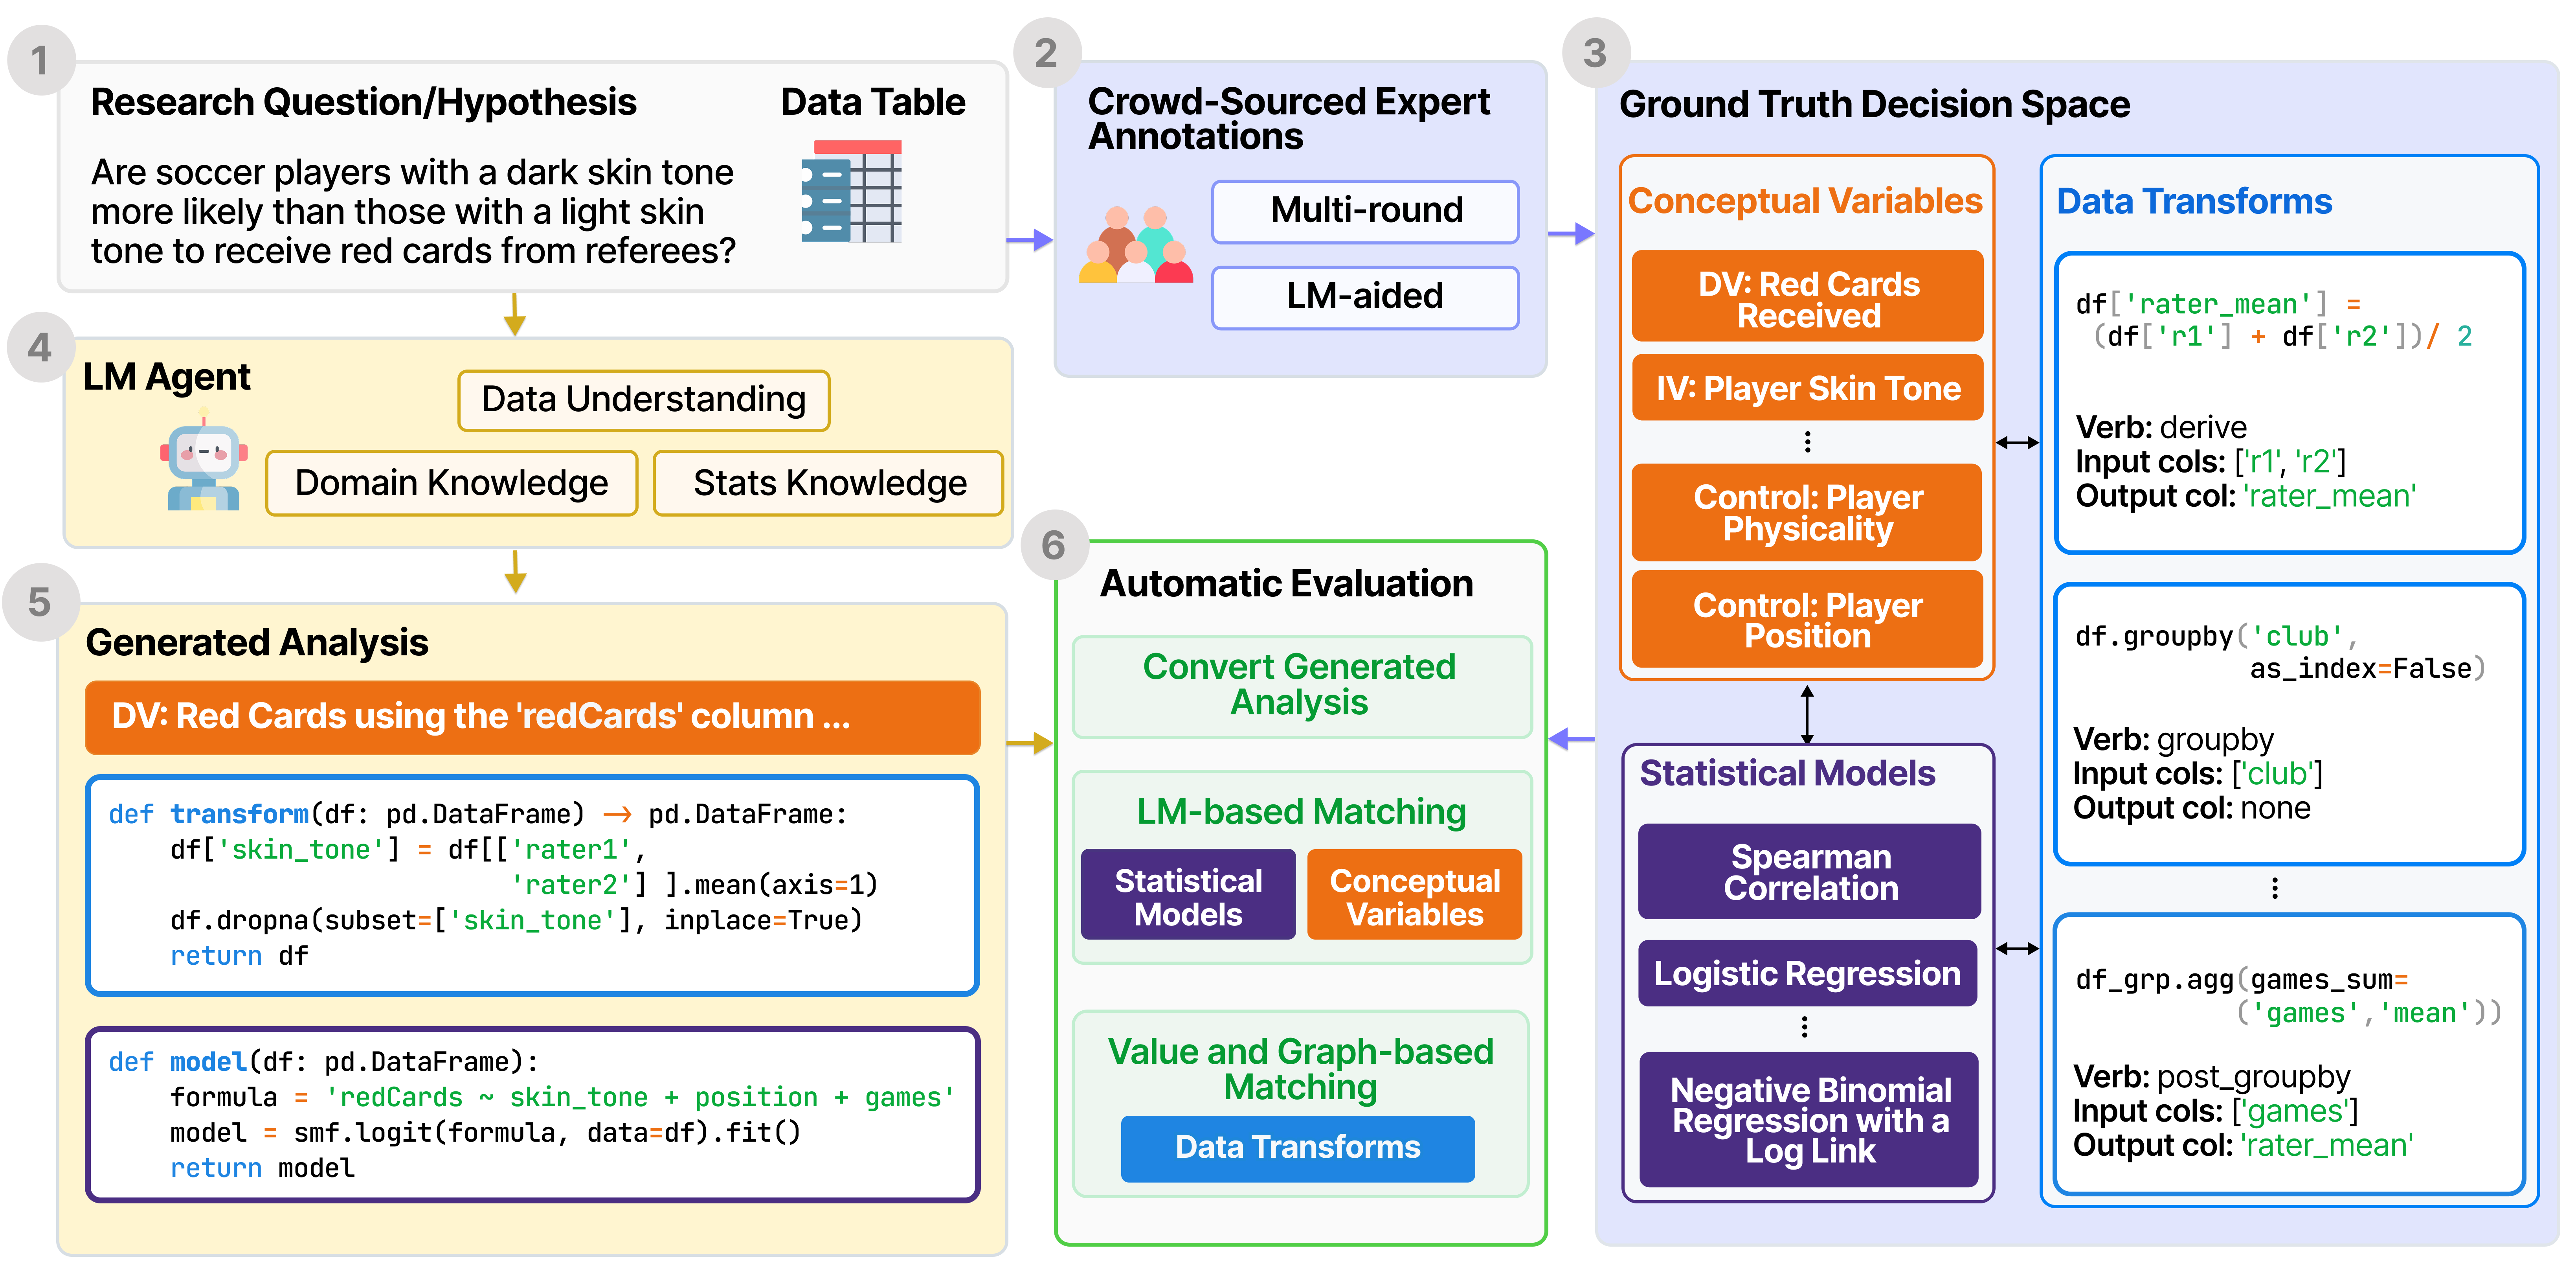 1
Research Question/Hypothesis
Data Table
Are soccer players with a dark skin tone
more likely than those with a light skin
tone to receive red cards from referees?
2
Crowd-Sourced Expert
Annotations
Multi-round
LM-aided
3
Ground Truth Decision Space
Conceptual Variables
DV: Red Cards
Received
IV: Player Skin Tone
Control: Player
Physicality
Control: Player
Position
Statistical Models
Spearman
Correlation
Logistic Regression
Negative Binomial
Regression with a
Log Link
Data Transforms
df['rater_mean'] =
(df['r1'] + df['r2'])/ 2
Verb: derive
Input cols: ['r1', 'r2']
Output col: 'rater_mean'
df.groupby('club',
as_index=False)
Verb: groupby
Input cols: ['club']
Output col: none
df_grp.agg(games_sum=
('games','mean'))
Verb: post_groupby
Input cols: ['games']
Output col: 'rater_mean'
4
LM Agent
Data Understanding
Domain Knowledge
Stats Knowledge
5
Generated Analysis
DV: Red Cards using the 'redCards' column ...
def transform(df: pd.DataFrame) → pd.DataFrame:
df['skin_tone'] = df[['rater1',
'rater2'] ].mean(axis=1)
df.dropna(subset=['skin_tone'], inplace=True)
return df
def model(df: pd.DataFrame):
formula = 'redCards ~ skin_tone + position + games'
model = smf.logit(formula, data=df).fit()
return model
6
Automatic Evaluation
Convert Generated
Analysis
LM-based Matching
Statistical
Models
Conceptual
Variables
Value and Graph-based
Matching
Data Transforms